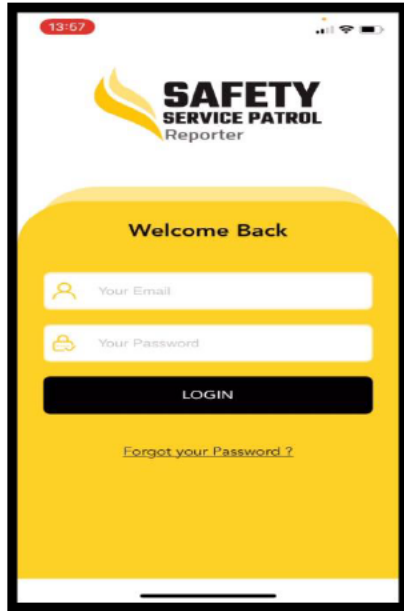 13:57
SAFETY
SERVICE PATROL
Reporter
Welcome Back
Your Email
Your Password
LOGIN
Forgot your Password ?